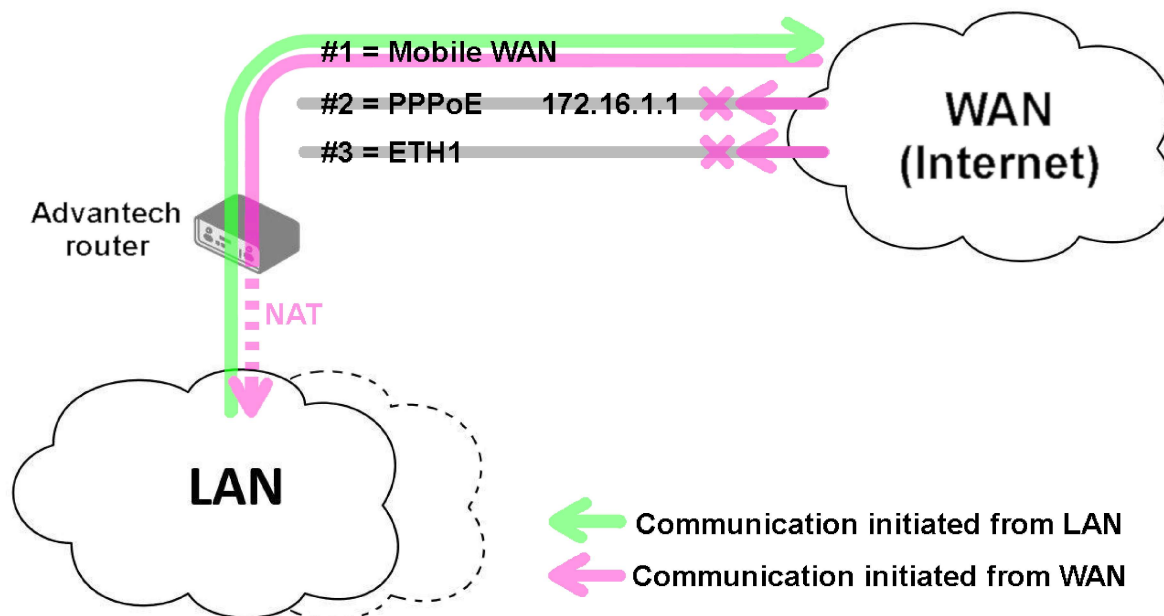 #1 = Mobile WAN
#2 = PPPoE 172.16.1.1
#3 = ETH1
WAN
(Internet)
Advantech
router
NAT
LAN
Communication initiated from LAN
Communication initiated from WAN